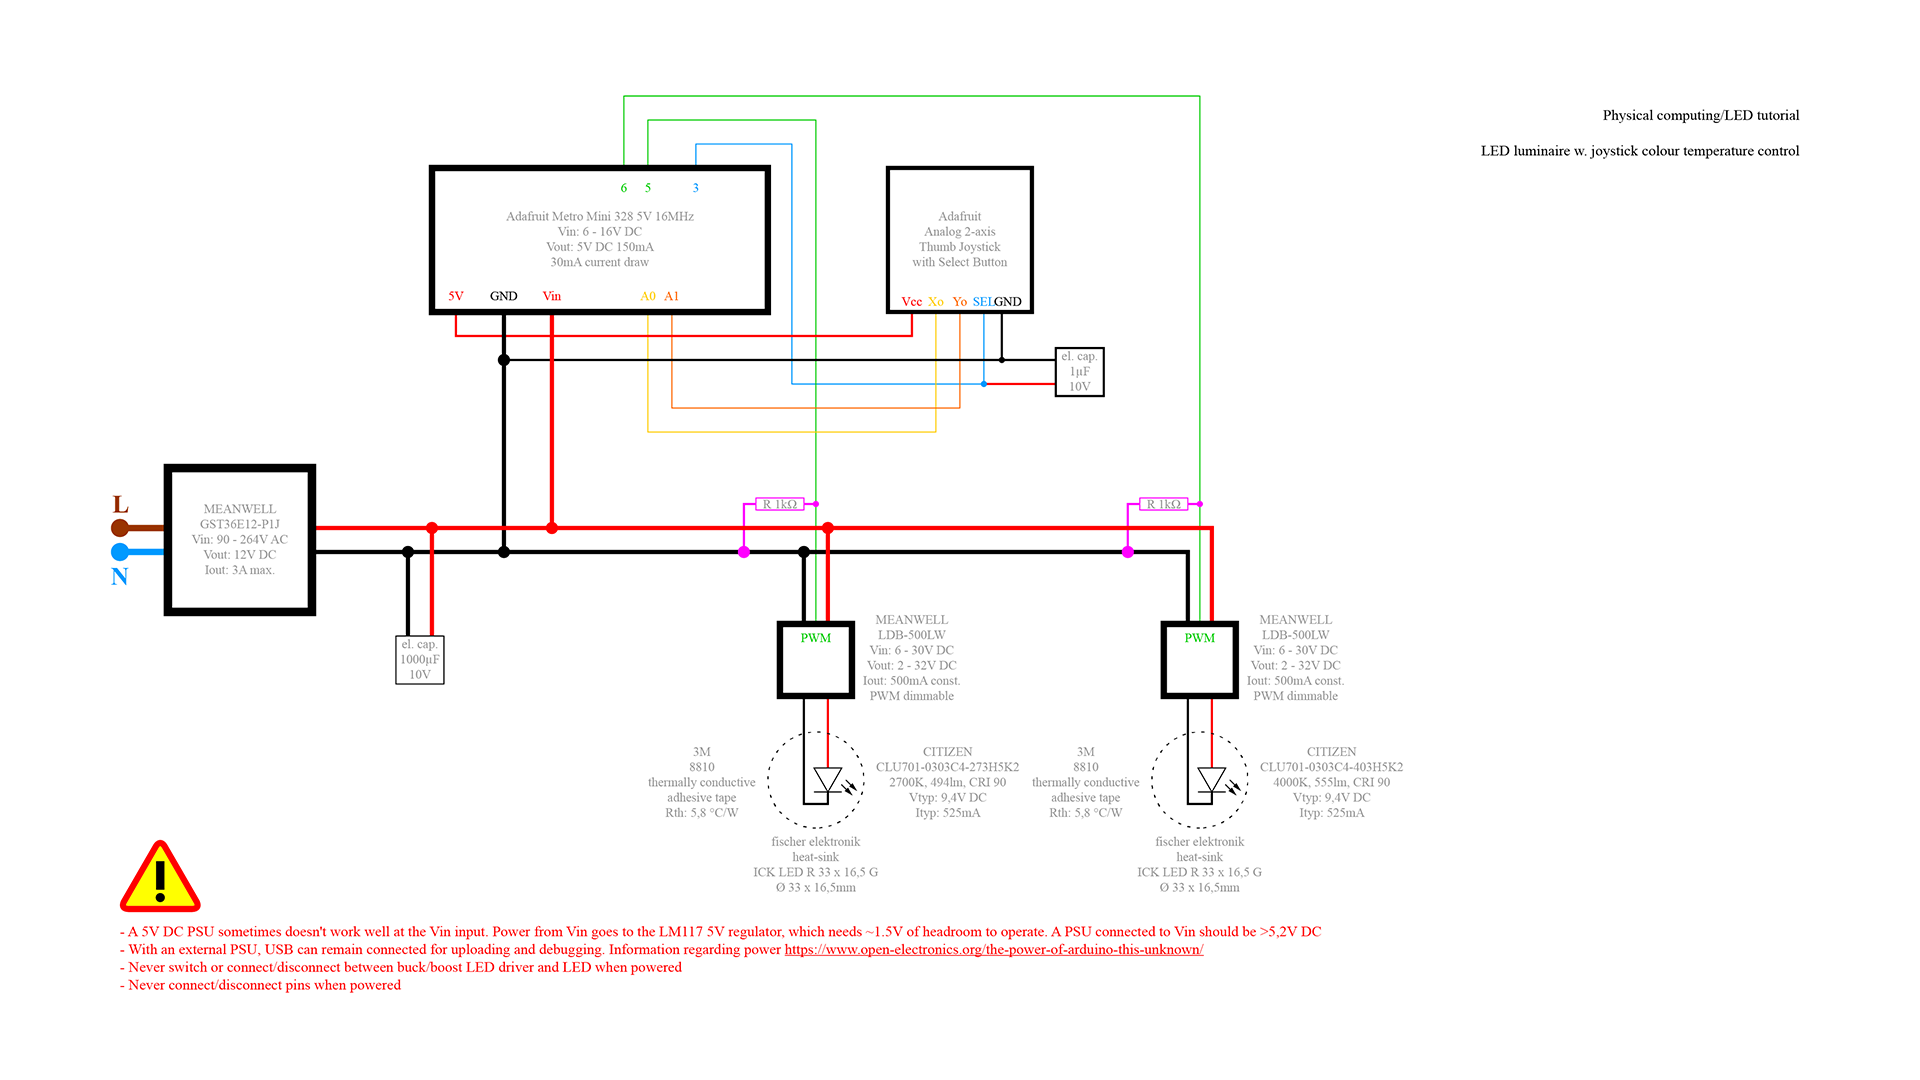 Physical computing/LED tutorial
LED luminaire w. joystick colour temperature control
6 5 3
Adafruit Metro Mini 328 5V 16MHz
Vin: 6 - 16V DC
Vout: 5V DC 150mA
30mA current draw
5V GND Vin A0 A1
Adafruit
Analog 2-axis
Thumb Joystick
with Select Button
Vcc Xo Yo SEL GND
el. cap.
1µF
10V
L
N
MEANWELL
GST36E12-P1J
Vin: 90 - 264V AC
Vout: 12V DC
Iout: 3A max.
el. cap.
1000µF
10V
R 1kΩ
R 1kΩ
PWM
MEANWELL
LDB-500LW
Vin: 6 - 30V DC
Vout: 2 - 32V DC
Iout: 500mA const.
PWM dimmable
PWM
MEANWELL
LDB-500LW
Vin: 6 - 30V DC
Vout: 2 - 32V DC
Iout: 500mA const.
PWM dimmable
3M
8810
thermally conductive
adhesive tape
Rth: 5,8 °C/W
CITIZEN
CLU701-0303C4-273H5K2
2700K, 494lm, CRI 90
Vtyp: 9,4V DC
Ityp: 525mA
fischer elektronik
heat-sink
ICK LED R 33 x 16,5 G
Ø 33 x 16,5mm
3M
8810
thermally conductive
adhesive tape
Rth: 5,8 °C/W
CITIZEN
CLU701-0303C4-403H5K2
4000K, 555lm, CRI 90
Vtyp: 9,4V DC
Ityp: 525mA
fischer elektronik
heat-sink
ICK LED R 33 x 16,5 G
Ø 33 x 16,5mm
- A 5V DC PSU sometimes doesn't work well at the Vin input. Power from Vin goes to the LM117 5V regulator, which needs ~1.5V of headroom to operate. A PSU connected to Vin should be >5,2V DC
- With an external PSU, USB can remain connected for uploading and debugging. Information regarding power https://www.open-electronics.org/the-power-of-arduino-this-unknown/
- Never switch or connect/disconnect between buck/boost LED driver and LED when powered
- Never connect/disconnect pins when powered